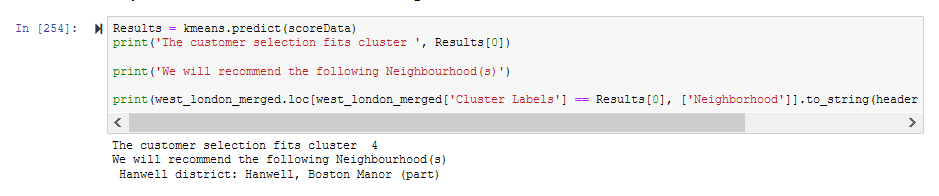 In [254]:
Results = kmeans.predict(scoreData)
print('The customer selection fits cluster ', Results[0])
print('We will recommend the following Neighbourhood(s)')
print(west_london_merged.loc[west_london_merged['Cluster Labels'] == Results[0], ['Neighborhood']].to_string(header
The customer selection fits cluster  4
We will recommend the following Neighbourhood(s)
Hanwell district: Hanwell, Boston Manor (part)